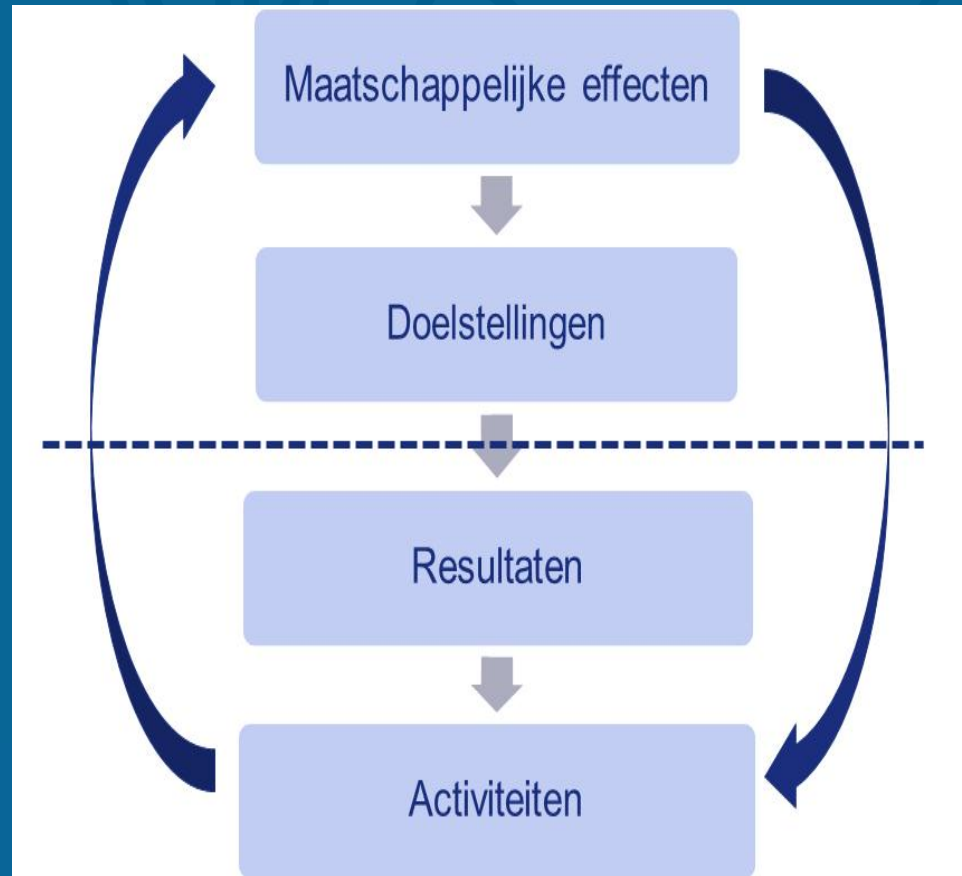 Maatschappelijke effecten
Doelstellingen
Resultaten
Activiteiten